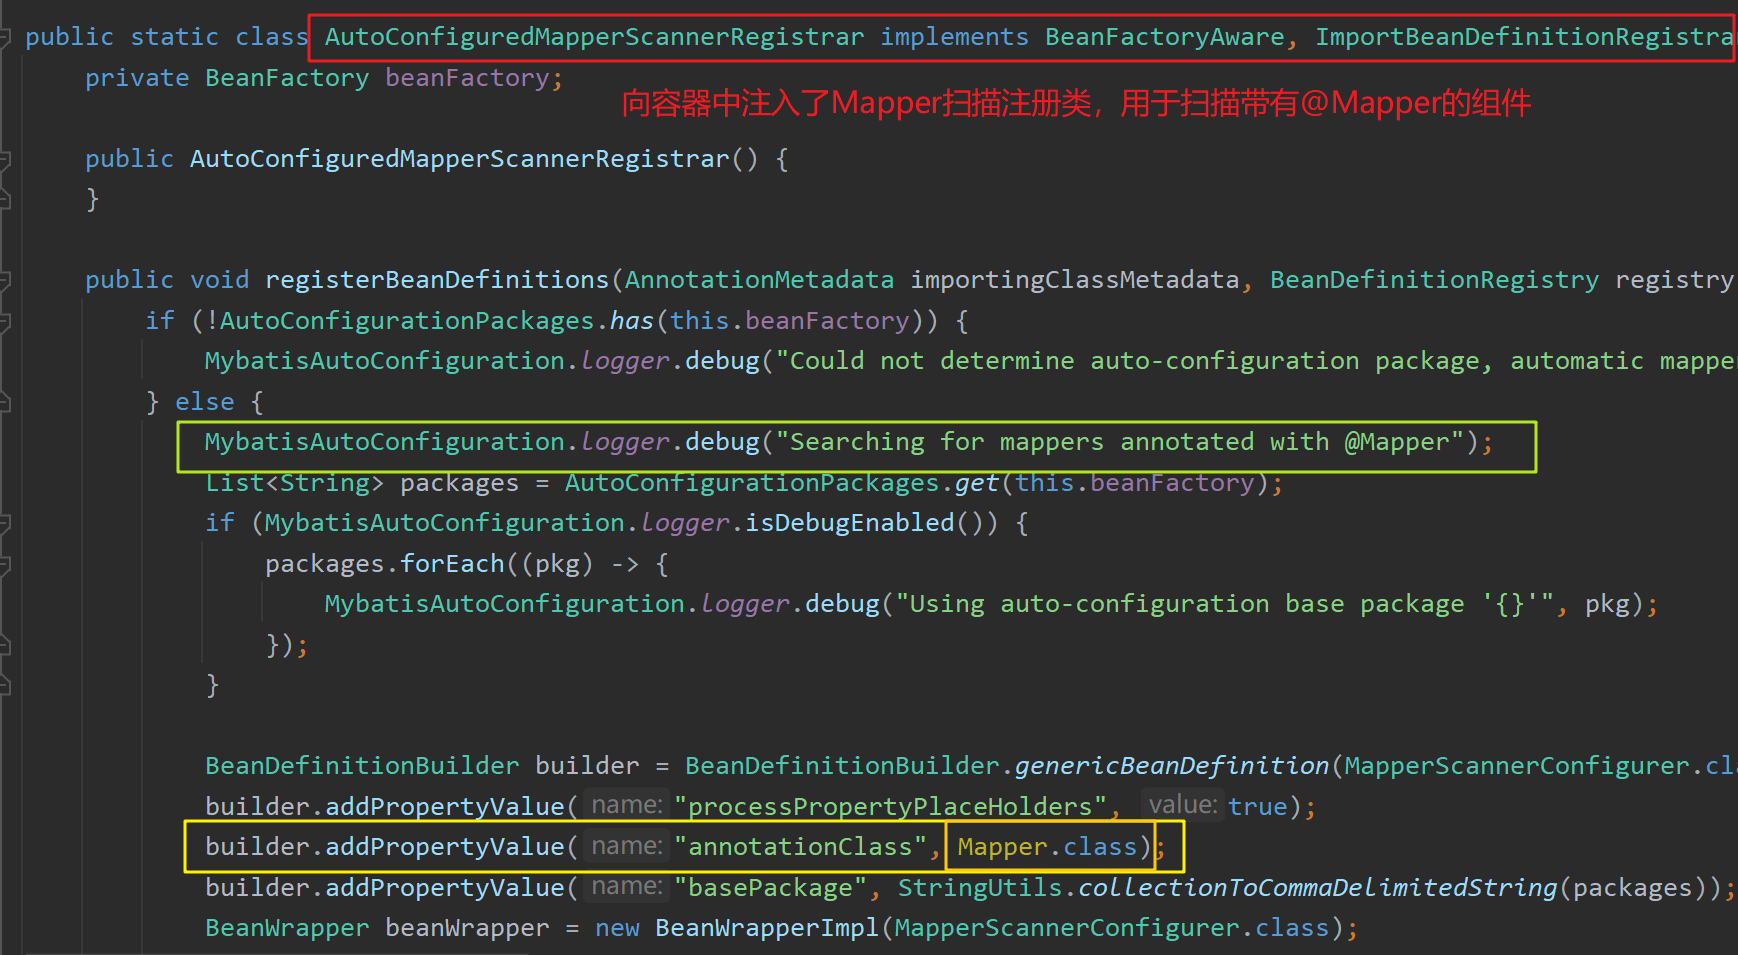 public static class AutoConfiguredMapperScannerRegistrar implements BeanFactoryAware, ImportBeanDefinitionRegistra
private BeanFactory beanFactory;
向容器中注入了Mapper扫描注册类，用于扫描带有@Mapper的组件
public AutoConfiguredMapperScannerRegistrar() {
}
public void registerBeanDefinitions(AnnotationMetadata importingClassMetadata, BeanDefinitionRegistry registry
if (!AutoConfigurationPackages.has(this.beanFactory)) {
MybatisAutoConfiguration.logger.debug("Could not determine auto-configuration package, automatic mappe
} else {
MybatisAutoConfiguration.logger.debug("Searching for mappers annotated with @Mapper");
List<String> packages = AutoConfigurationPackages.get(this.beanFactory);
if (MybatisAutoConfiguration.logger.isDebugEnabled()) {
packages.forEach((pkg) -> {
MybatisAutoConfiguration.logger.debug("Using auto-configuration base package '{}'", pkg);
});
}
BeanDefinitionBuilder builder = BeanDefinitionBuilder.genericBeanDefinition(MapperScannerConfigurer.cl
builder.addPropertyValue( name: "processPropertyPlaceHolders", value: true);
builder.addPropertyValue( name: "annotationClass", Mapper.class);
builder.addPropertyValue( name: "basePackage", StringUtils.collectionToCommaDelimitedString(packages));
BeanWrapper beanWrapper = new BeanWrapperImpl(MapperScannerConfigurer.class);